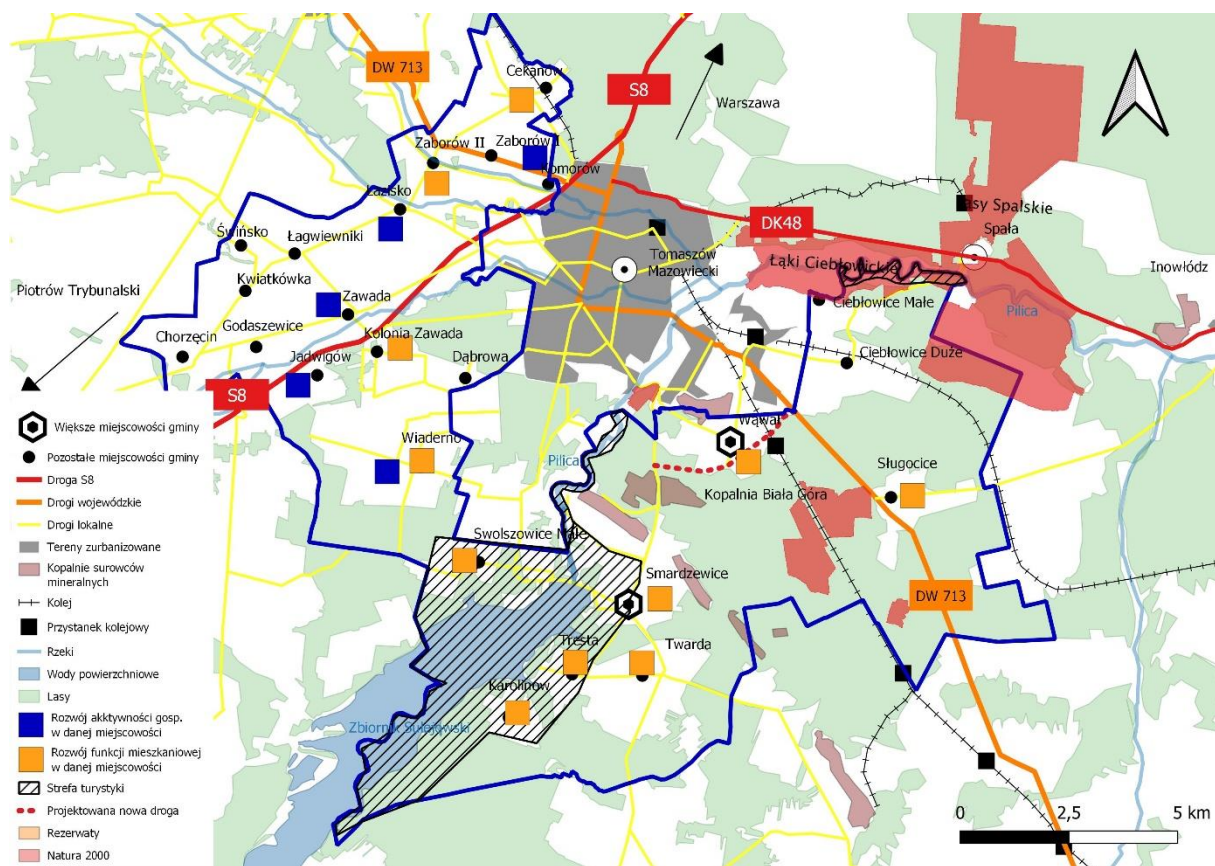 DW 713
Cekanów
S8
Warszawa
Zaborów II
Zaborów I
Komorów
Łazisko
DK48
Lasy Spalskie
Spała
Świńsko
Łagwiewniki
Tomaszów
Mazowiecki
Łąki Ciebłowickie
Inowłódz
Kwiatkówka
Piotrów Trybunalski
Zawada
Ciebłowice Małe
Pilica
Godaszewice
Chorzęcin
Kolonia Zawada
Jadwigów
Dąbrowa
Ciebłowice Duże
S8
Większe miejscowości gminy
Pozostałe miejscowości gminy
Droga S8
Drogi wojewódzkie
Drogi lokalne
Tereny zurbanizowane
Kopalnie surowców
mineralnych
Kolej
Przystanek kolejowy
Rzeki
Wody powierzchniowe
Lasy
Rozwój akktywności gosp.
w danej miejscowości
Rozwój funkcji mieszkaniowej
w danej miejscowości
Strefa turystyki
Projektowana nowa droga
Rezerwaty
Natura 2000
Wiaderno
Wąwał
Pilica
Sługocice
Kopalnia Biała Góra
Swolszowice Małe
Smardzewice
DW 713
Tresta
Twarda
Karolinow
Zbiornik Sulejowski
0
2,5
5 km